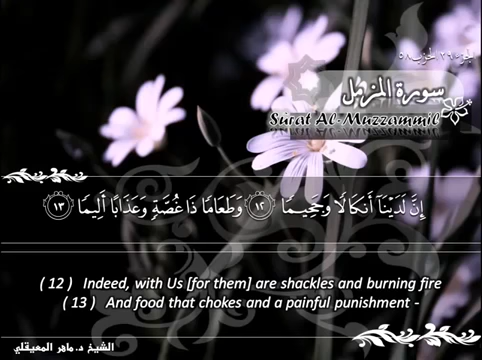 الجزء ٢٩ الحزب ٥٨
سورة المزمل
Surat Al-Muzzammil
إِنَّ لَدَيْنَآ أَنكَالًا وَجَحِيمًا ١٢ وَطَعَامًا ذَا غُصَّةٍ وَعَذَابًا أَلِيمًا ١٣
( 12 ) Indeed, with Us [for them] are shackles and burning fire
( 13 ) And food that chokes and a painful punishment -
الشيخ د. ماهر المعيقلي